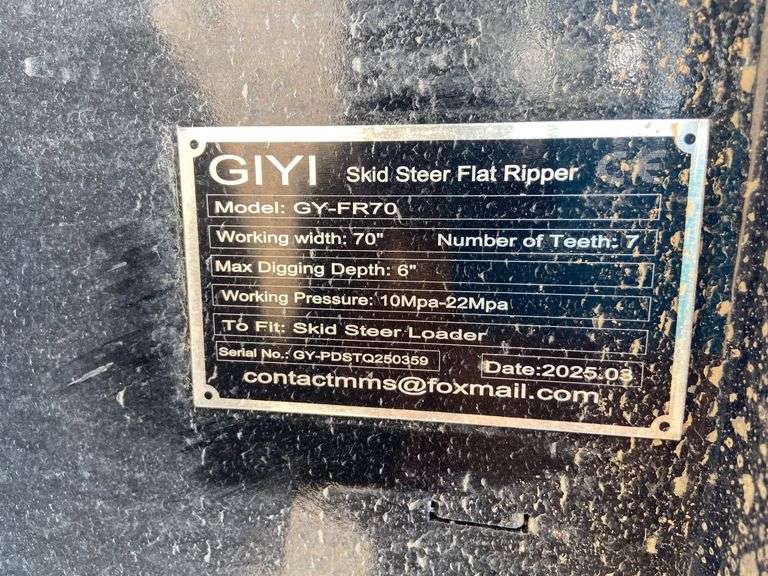 GIYI Skid Steer Flat Ripper CE
Model: GY-FR70
Working width: 70" Number of Teeth: 7
Max Digging Depth: 6"
Working Pressure: 10Mpa-22Mpa
To Fit: Skid Steer Loader
Serial No.: GY-PDSTQ250359 Date:2025.03
contactmms@foxmail.com